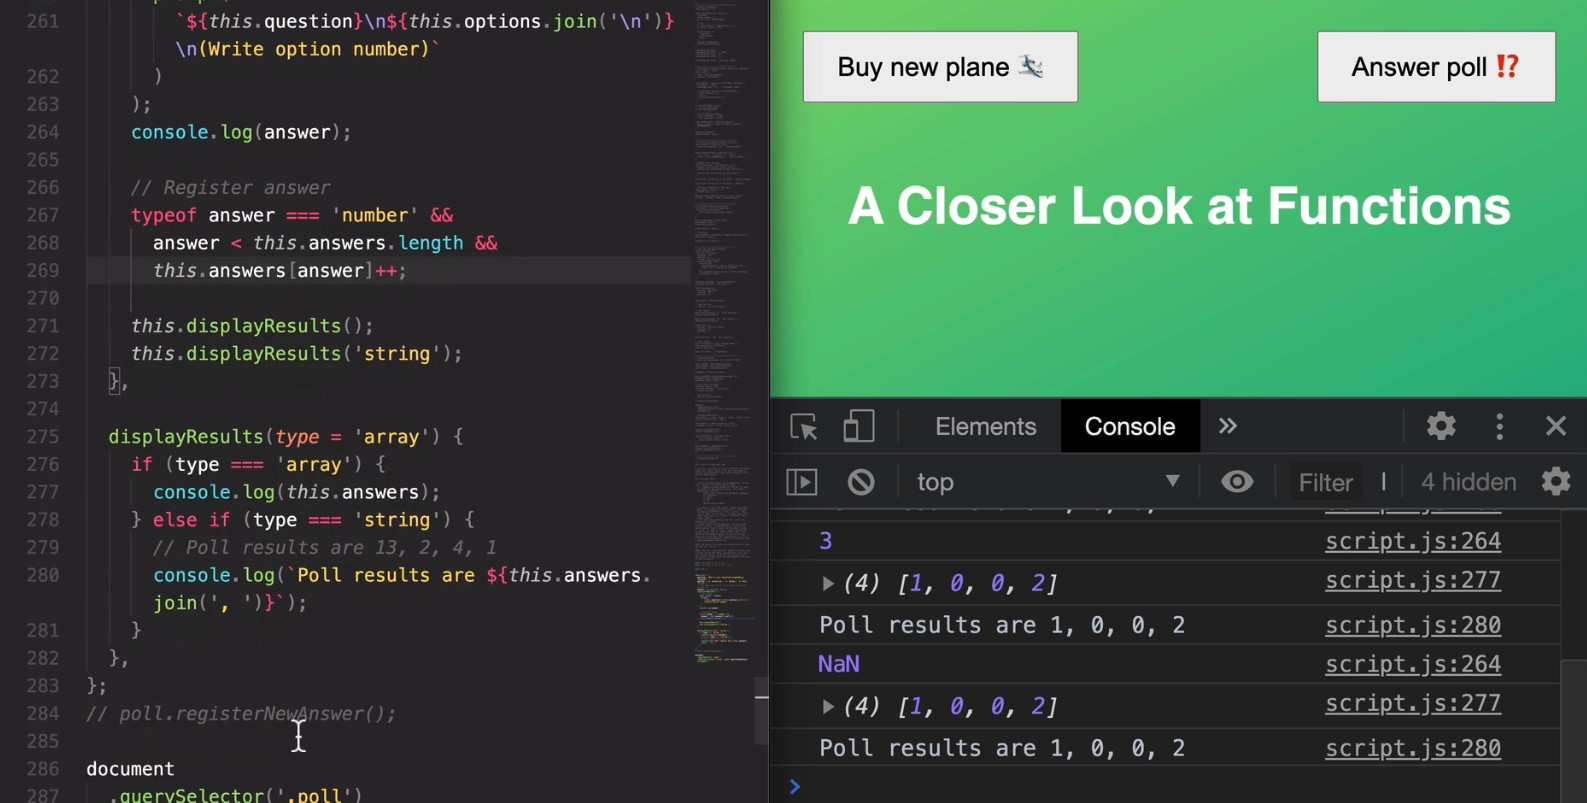 261 `${this.question}\n${this.options.join('\n')}
\n(Write option number)`
262 )
263 );
264 console.log(answer);
265
266 // Register answer
267 typeof answer === 'number' &&
268 answer < this.answers.length &&
269 this.answers[answer]++;
270
271 this.displayResults();
272 this.displayResults('string');
273 },
274
275 displayResults(type = 'array') {
276 if (type === 'array') {
277 console.log(this.answers);
278 } else if (type === 'string') {
279 // Poll results are 13, 2, 4, 1
280 console.log(`Poll results are ${this.answers.
join(', ')}`);
281 }
282 },
283 };
284 // poll.registerNewAnswer();
285
286 document
287 .querySelector('.poll')
Buy new plane 🛩
Answer poll ⁉️
A Closer Look at Functions
Elements Console »
top Filter 4 hidden
3 script.js:264
▶ (4) [1, 0, 0, 2] script.js:277
Poll results are 1, 0, 0, 2 script.js:280
NaN script.js:264
▶ (4) [1, 0, 0, 2] script.js:277
Poll results are 1, 0, 0, 2 script.js:280
>